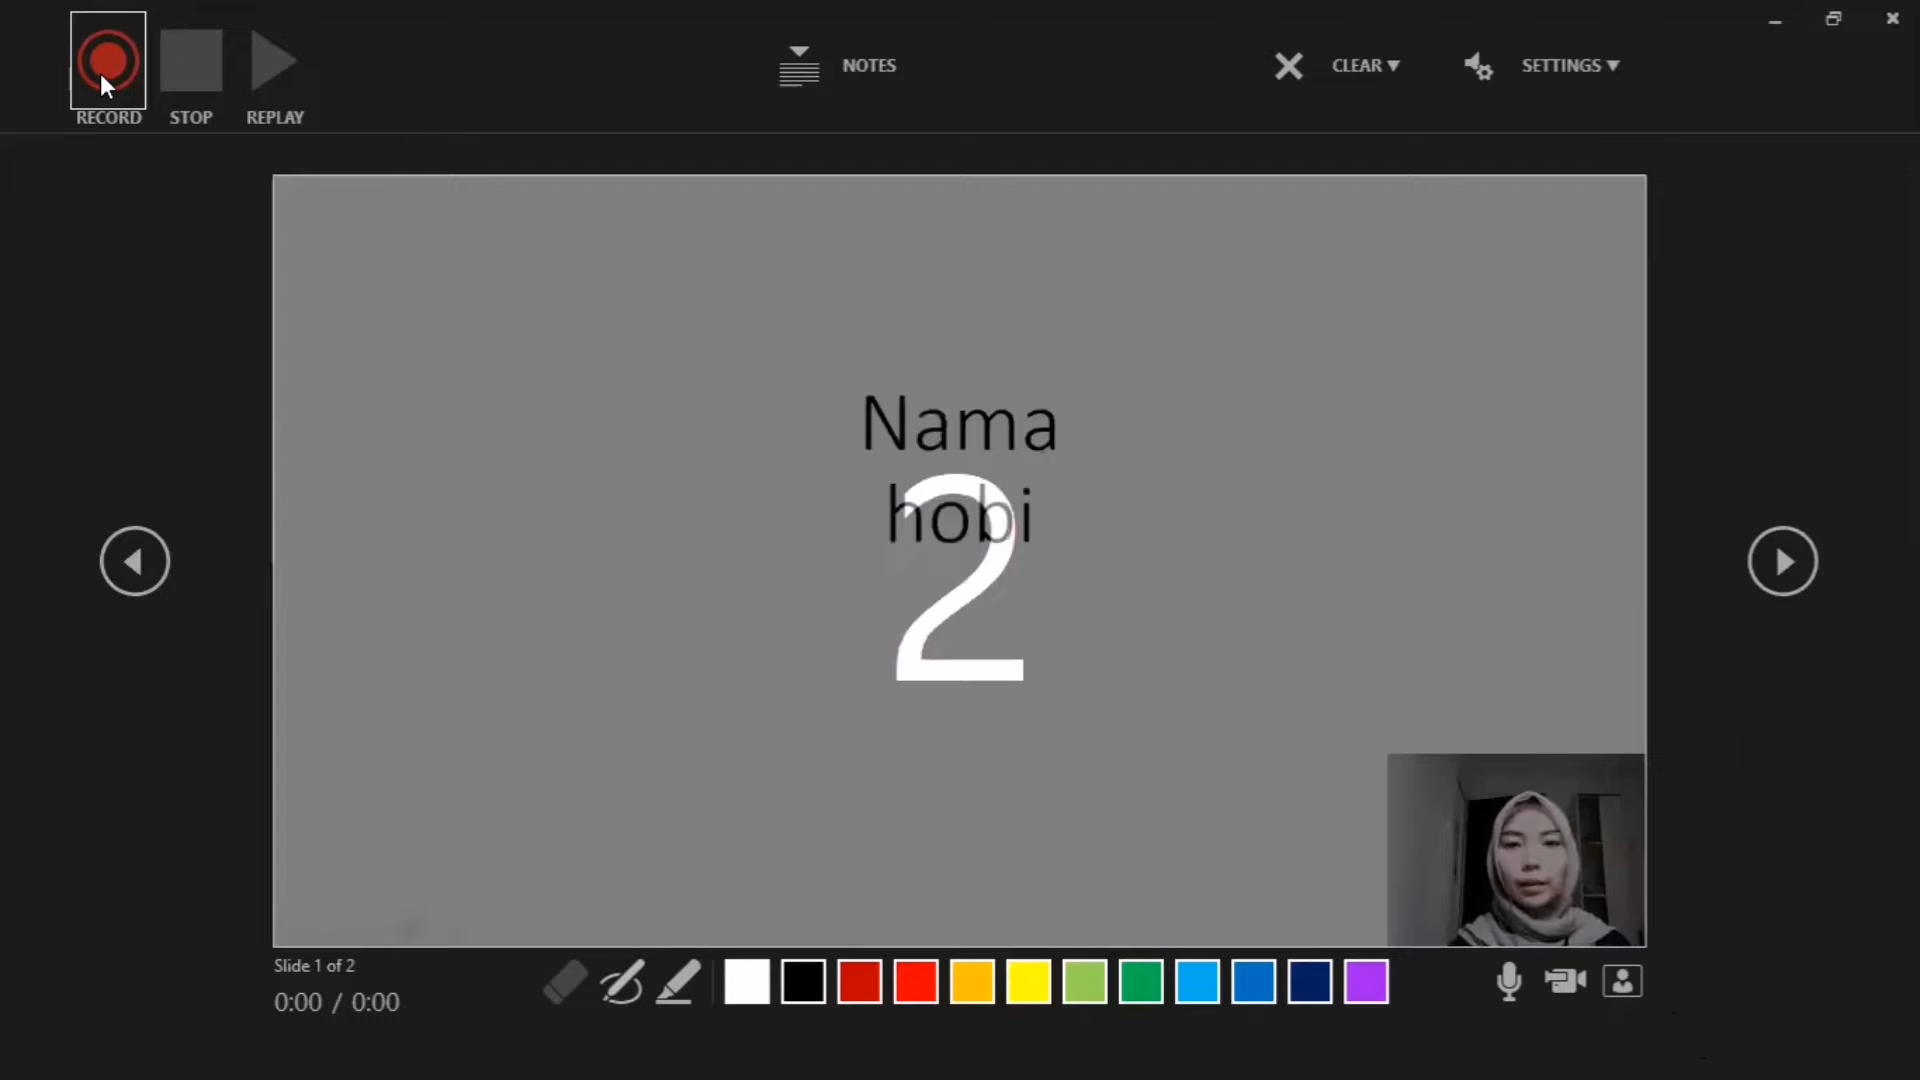 NOTES
CLEAR
SETTINGS
RECORD STOP REPLAY
Nama
hobi
2
Slide 1 of 2
0:00 / 0:00